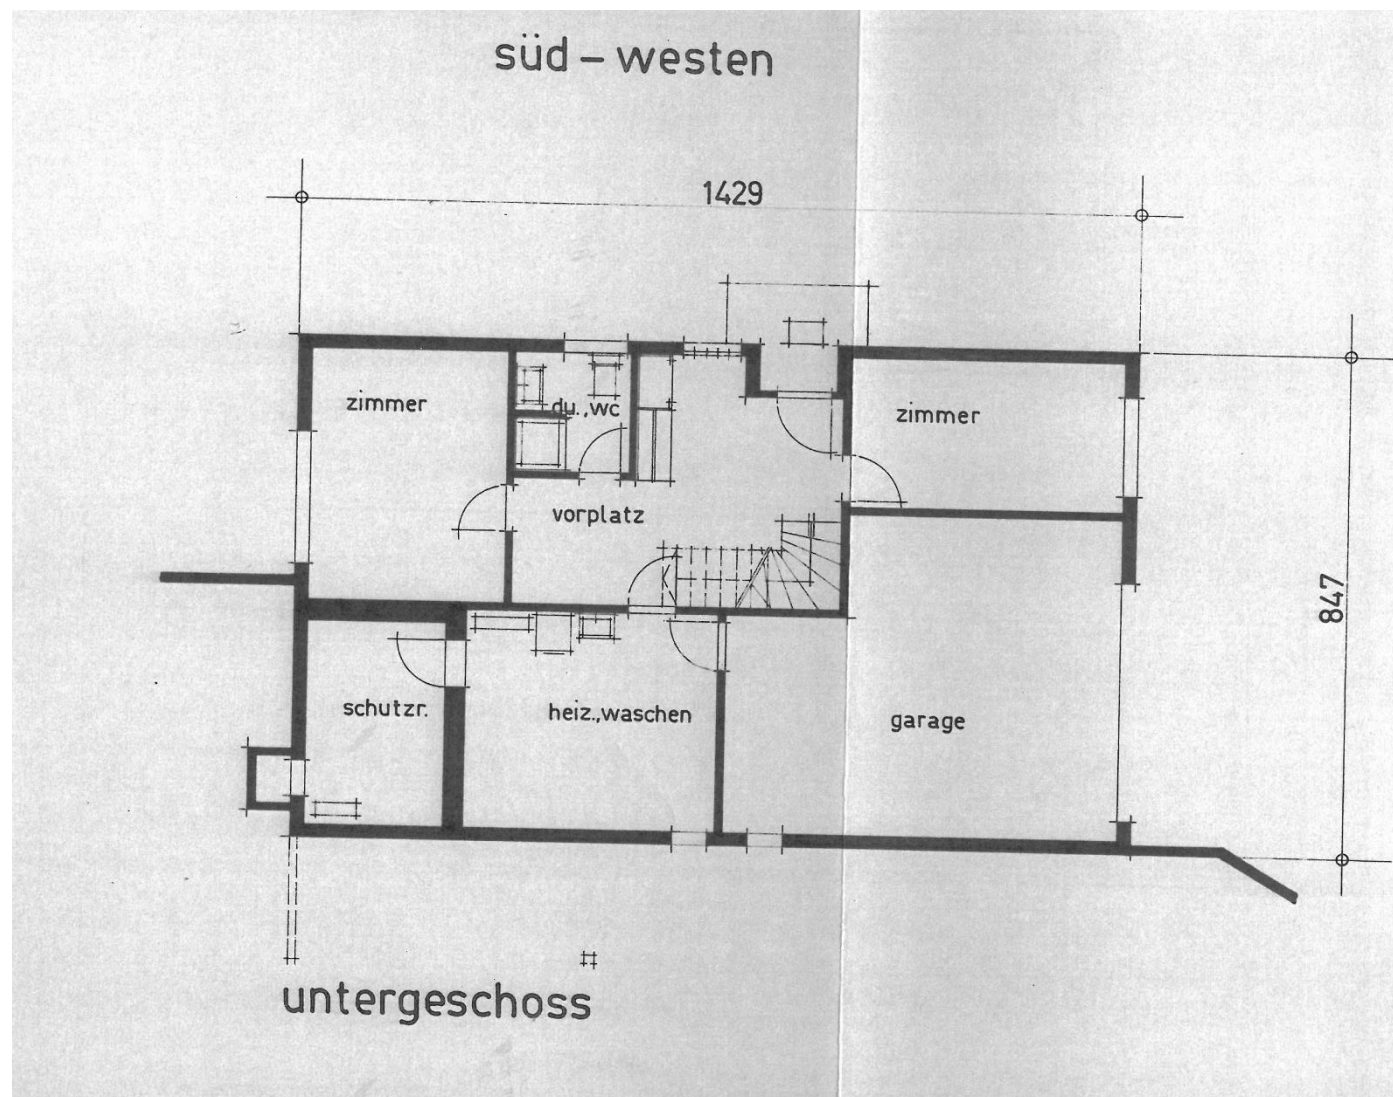 süd – westen
1429
zimmer
du.,wc
zimmer
vorplatz
847
schutzr.
heiz.,waschen
garage
untergeschoss